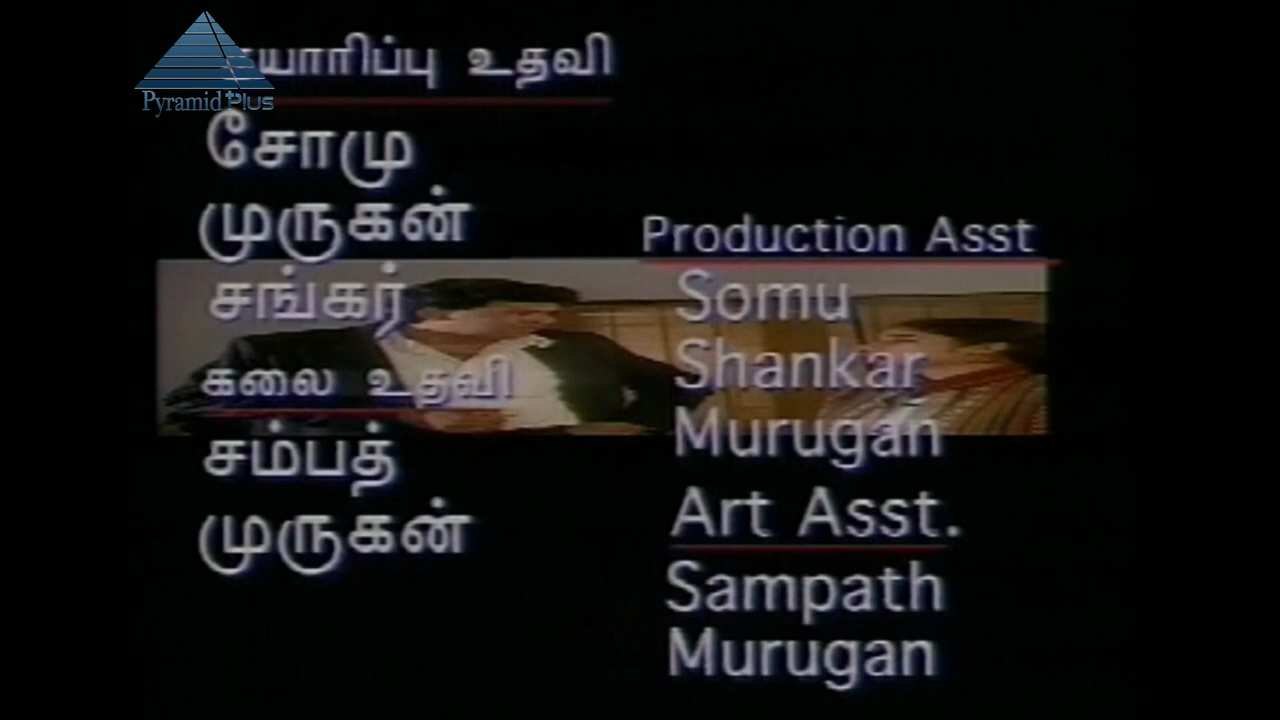 தயாரிப்பு உதவி
Pyramid Plus
சோமு
முருகன்
சங்கர்
கலை உதவி
சம்பத்
முருகன்
Production Asst
Somu
Shankar
Murugan
Art Asst.
Sampath
Murugan